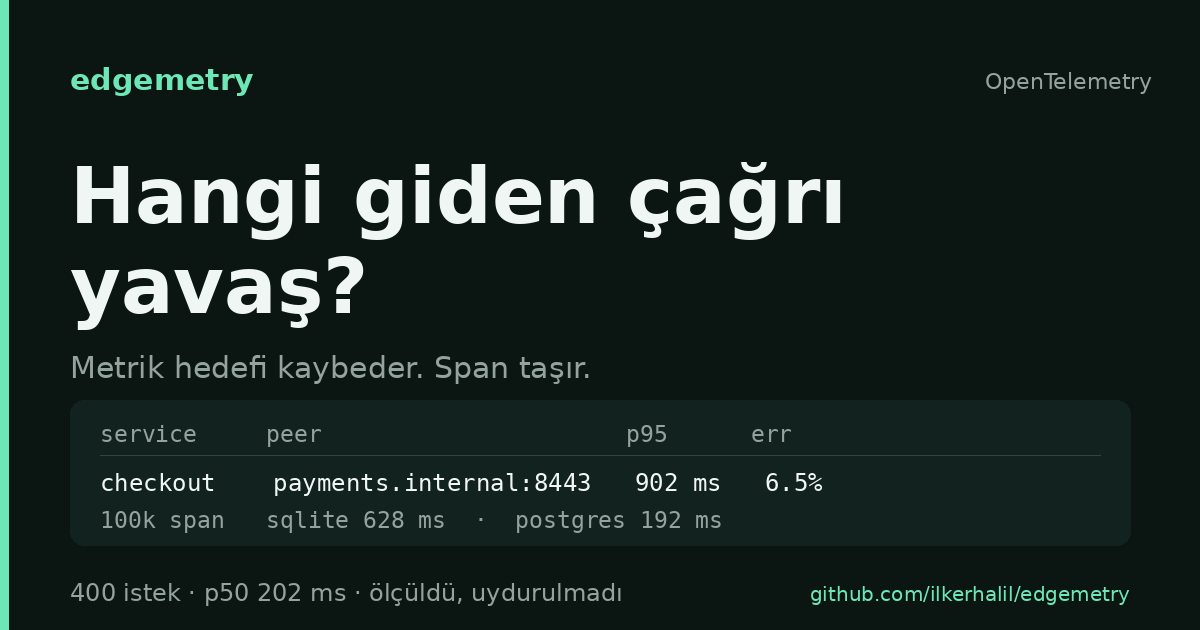 edgemetry
OpenTelemetry
Hangi giden çağrı
yavaş?
Metrik hedefi kaybeder. Span taşır.
service peer p95 err
checkout payments.internal:8443 902 ms 6.5%
100k span sqlite 628 ms · postgres 192 ms
400 istek · p50 202 ms · ölçüldü, uydurulmadı
github.com/ilkerhalil/edgemetry